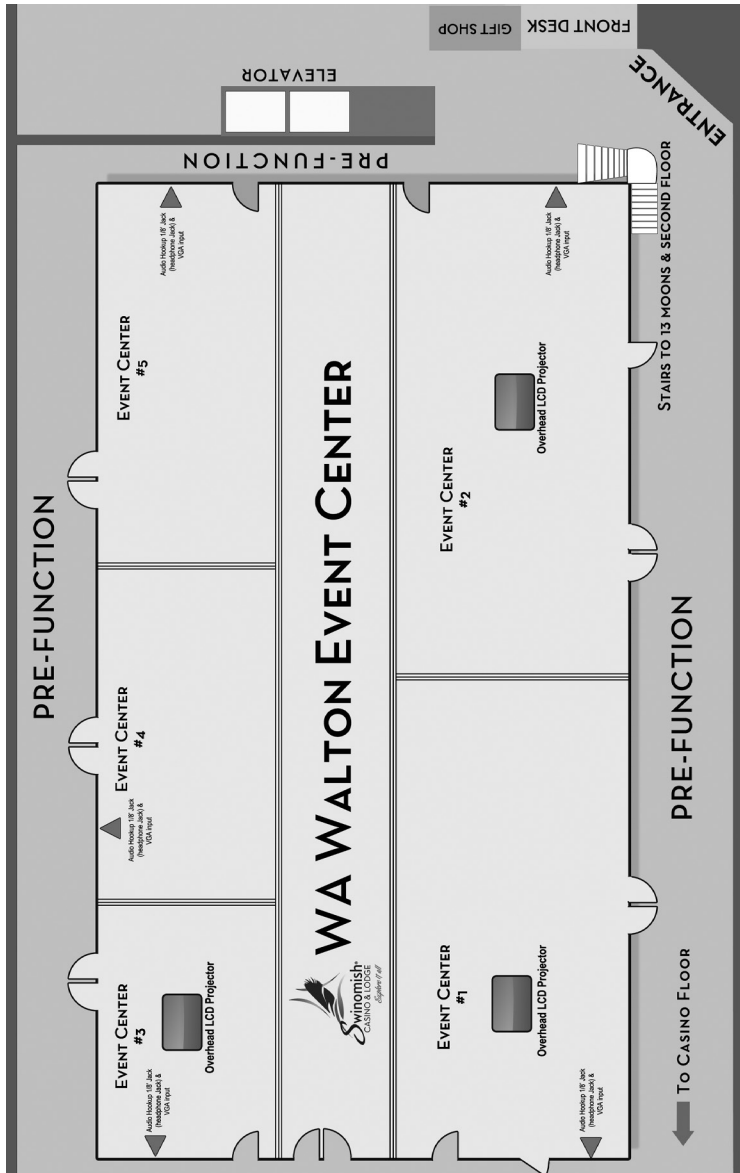 PRE-FUNCTION
EVENT CENTER
#3
EVENT CENTER
#4
EVENT CENTER
#5
Audio Hookup 1/8' Jack
(headphone Jack) &
VGA input
Audio Hookup 1/8' Jack
(headphone Jack) &
VGA input
Audio Hookup 1/8' Jack
(headphone Jack) &
VGA input
Overhead LCD Projector
PRE-FUNCTION
ELEVATOR
WA WALTON EVENT CENTER
Swinomish®
CASINO & LODGE
Explore it all
EVENT CENTER
#1
EVENT CENTER
#2
Overhead LCD Projector
Overhead LCD Projector
Audio Hookup 1/8' Jack
(headphone Jack) &
VGA input
Audio Hookup 1/8' Jack
(headphone Jack) &
VGA input
GIFT SHOP
FRONT DESK
ENTRANCE
STAIRS TO 13 MOONS & SECOND FLOOR
PRE-FUNCTION
TO CASINO FLOOR